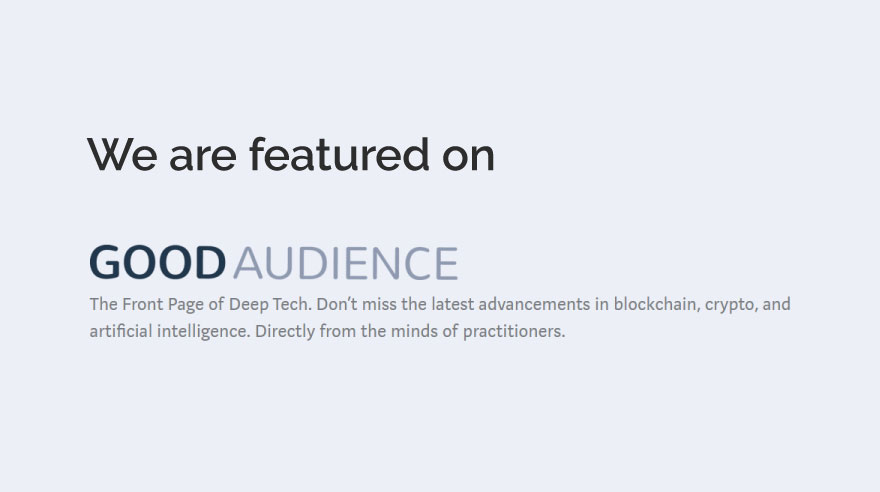 We are featured on
GOOD AUDIENCE
The Front Page of Deep Tech. Don’t miss the latest advancements in blockchain, crypto, and
artificial intelligence. Directly from the minds of practitioners.